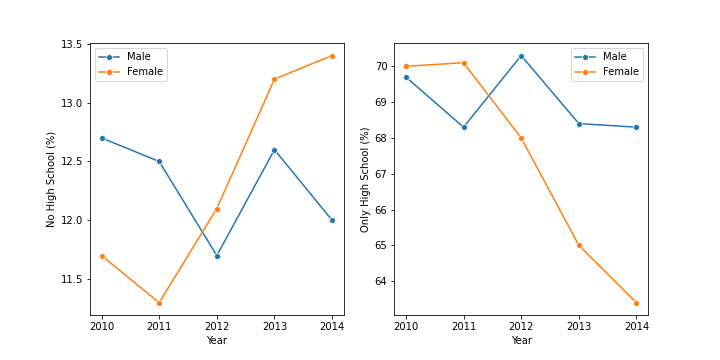 13.5
13.0
12.5
12.0
11.5
No High School (%)
Male
Female
2010 2011 2012 2013 2014
Year
70
69
68
67
66
65
64
Only High School (%)
Male
Female
2010 2011 2012 2013 2014
Year